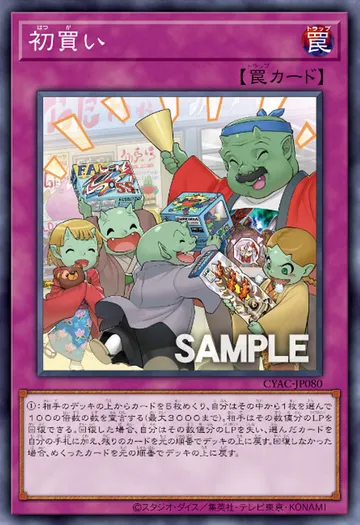 はつ が
初買い
トラップ
罠
トラップ
【罠カード】
SAMPLE
CYAC-JP080
①：相手のデッキの上からカードを5枚めくり、自分はその中から1枚を選んで
100の倍数の数を宣言する(最大3000まで)。相手はその数値分のLPを
回復できる。回復した場合、自分はその数値分のLPを失い、選んだカードを
自分の手札に加え、残りのカードを元の順番でデッキの上に戻す。回復しなかった
場合、めくったカードを元の順番でデッキの上に戻す。
©スタジオ・ダイス／集英社・テレビ東京・KONAMI